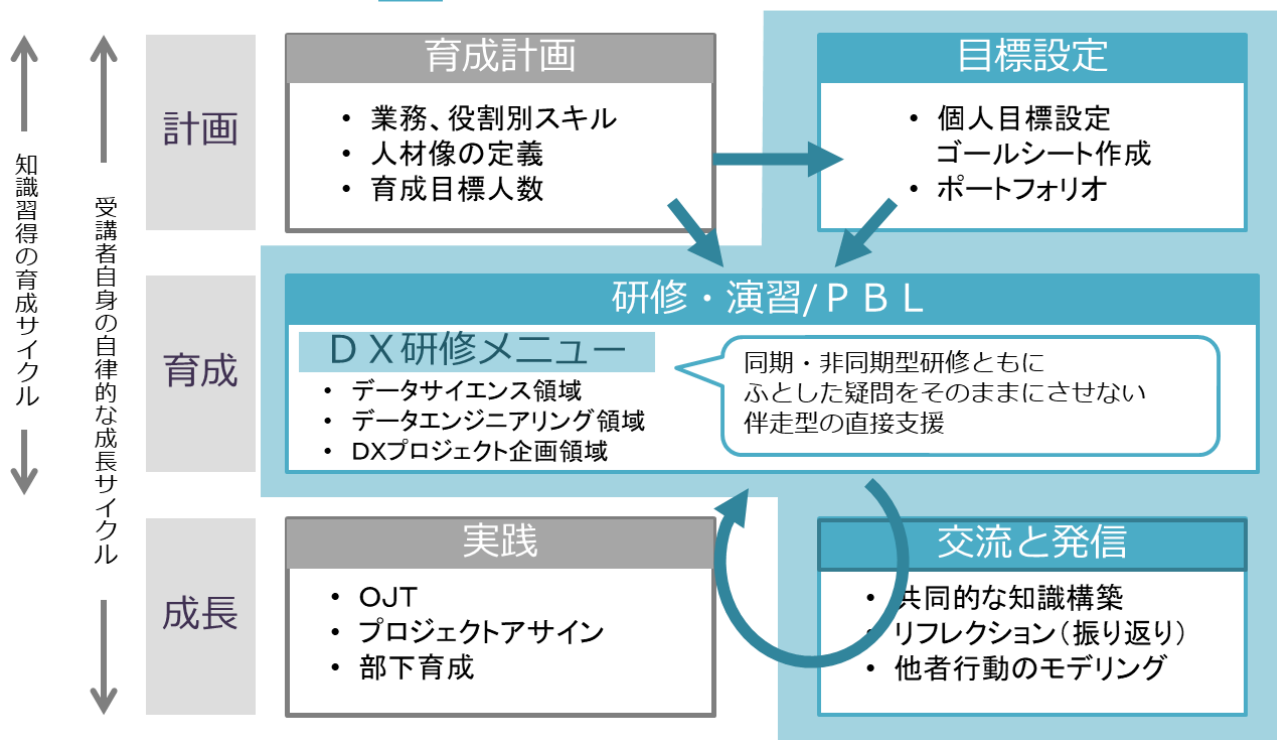 知識習得の育成サイクル
受講者自身の自律的な成長サイクル
計画
育成計画
• 業務、役割別スキル
• 人材像の定義
• 育成目標人数
目標設定
• 個人目標設定
ゴールシート作成
• ポートフォリオ
育成
研修・演習/ＰＢＬ
ＤＸ研修メニュー
• データサイエンス領域
• データエンジニアリング領域
• DXプロジェクト企画領域
同期・非同期型研修ともに
ふとした疑問をそのままにさせない
伴走型の直接支援
成長
実践
• OJT
• プロジェクトアサイン
• 部下育成
交流と発信
• 共同的な知識構築
• リフレクション（振り返り）
• 他者行動のモデリング